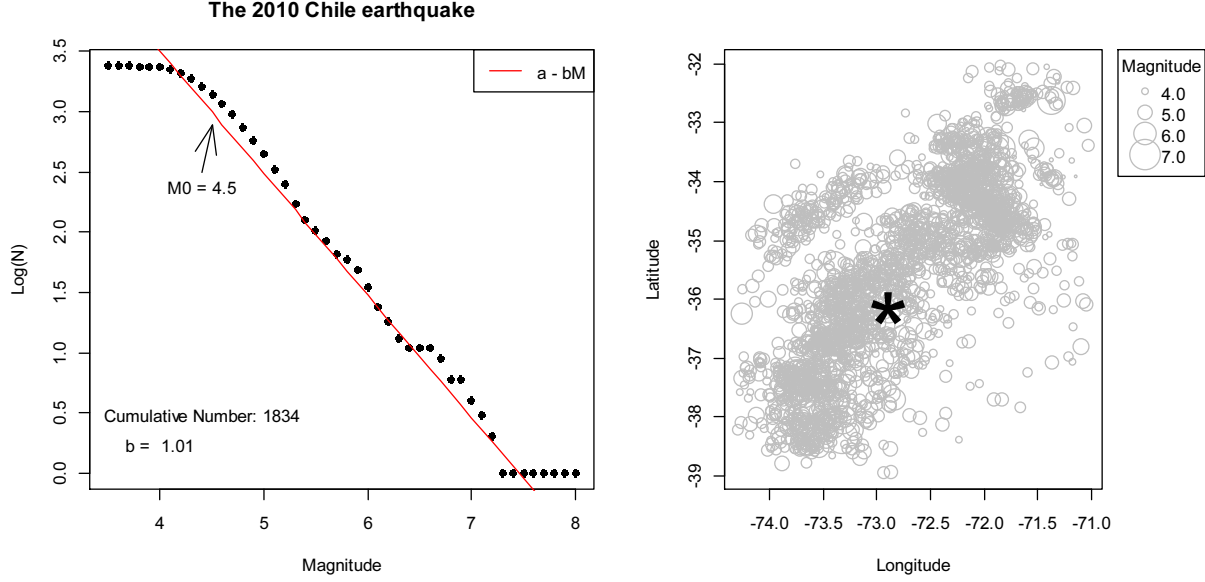 The 2010 Chile earthquake
Log(N)
3.5
3.0
2.5
2.0
1.5
1.0
0.5
0.0
a - bM
M0 = 4.5
Cumulative Number: 1834
b = 1.01
4 5 6 7 8
Magnitude
Latitude
-32
-33
-34
-35
-36
-37
-38
-39
*
-74.0 -73.5 -73.0 -72.5 -72.0 -71.5 -71.0
Longitude
Magnitude
4.0
5.0
6.0
7.0